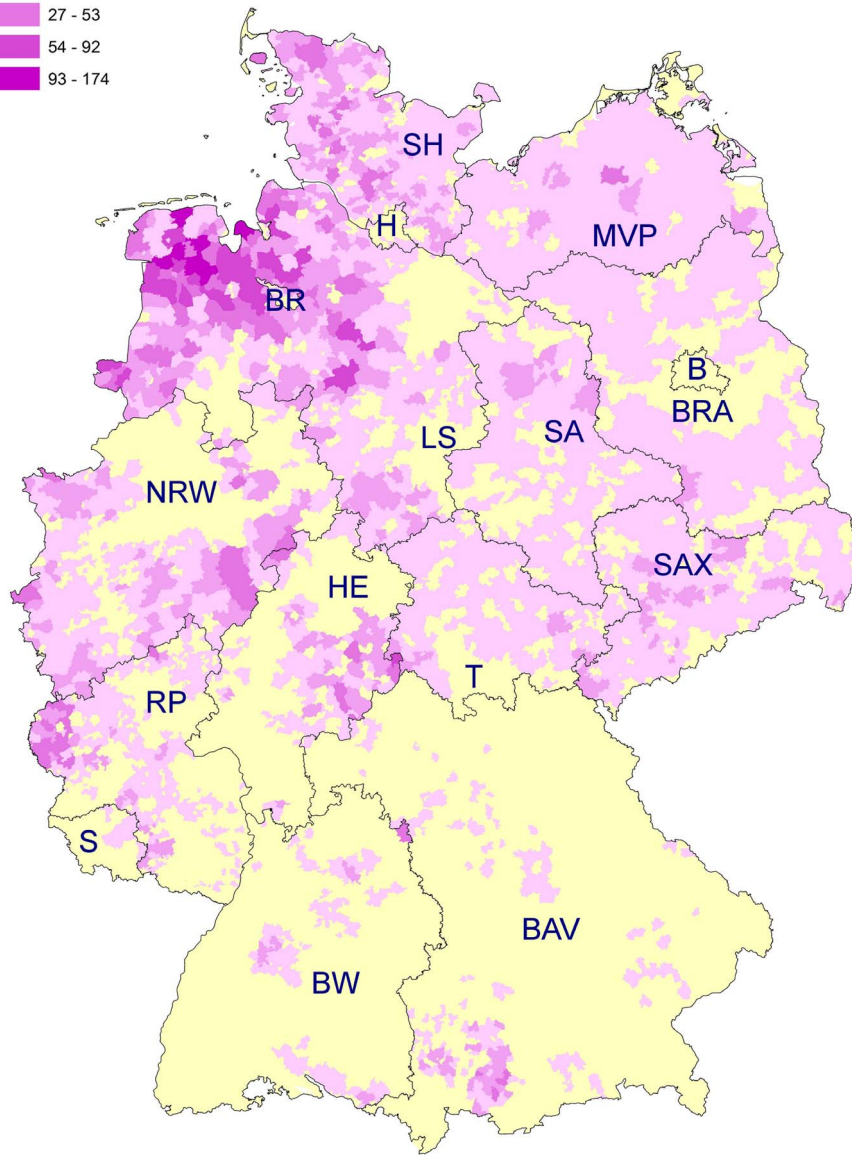 27 - 53
54 - 92
93 - 174
SH
H
MVP
BR
B
BRA
LS
SA
NRW
SAX
HE
T
RP
S
BAV
BW